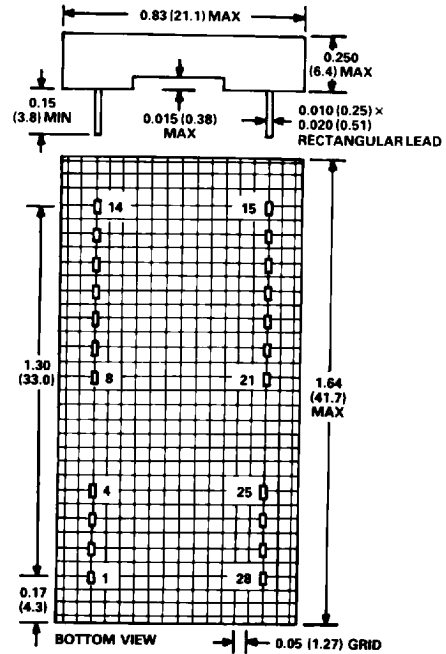 0.83 (21.1) MAX
0.250
(6.4) MAX
0.15
(3.8) MIN
0.015 (0.38)
MAX
0.010 (0.25) ×
0.020 (0.51)
RECTANGULAR LEAD
14
15
1.30
(33.0)
8
21
1.64
(41.7)
MAX
4
25
1
28
0.17
(4.3)
BOTTOM VIEW
0.05 (1.27) GRID